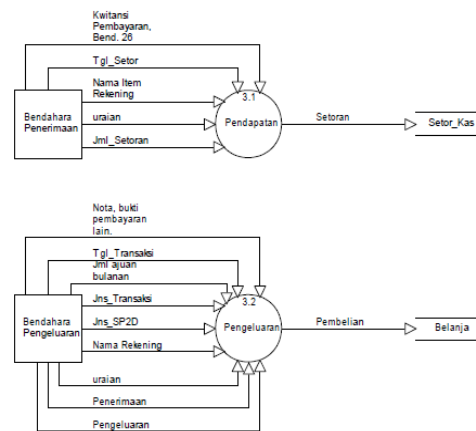 Kwitansi
Pembayaran,
Bend. 26
Tgl_Setor
Nama Item
Rekening
uraian
Jml_Setoran
Bendahara
Penerimaan
3.1
Pendapatan
Setoran
Setor_Kas
Nota, bukti
pembayaran
lain.
Tgl_Transaksi
Jml ajuan
bulanan
Jns_Transaksi
Jns_SP2D
Nama Rekening
uraian
Penerimaan
Pengeluaran
Bendahara
Pengeluaran
3.2
Pengeluaran
Pembelian
Belanja